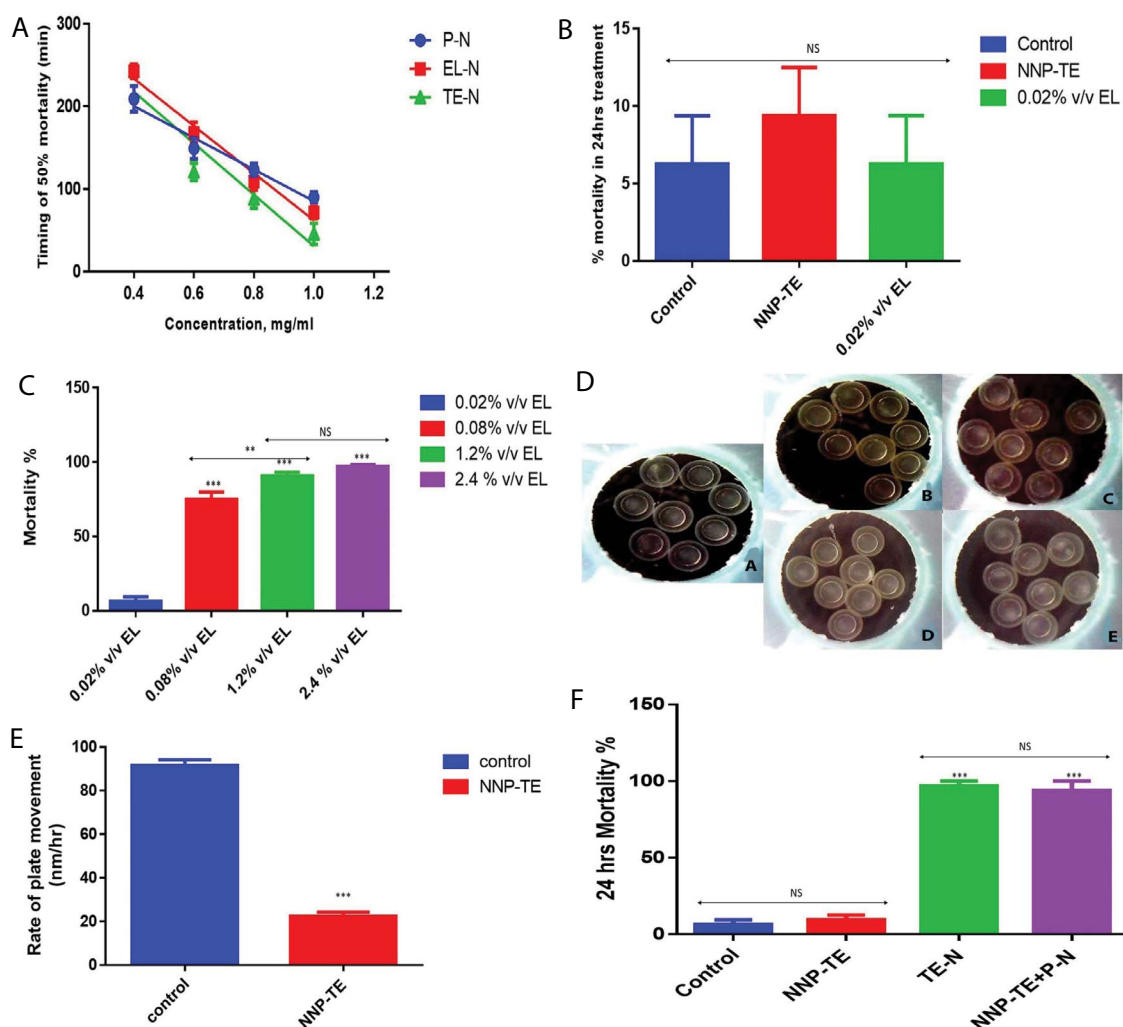 A
Timing of 50% mortality (min)
300
200
100
0
0.4 0.6 0.8 1.0 1.2
Concentration, mg/ml
P-N
EL-N
TE-N
B
% mortality in 24hrs treatment
15
10
5
0
NS
Control
NNP-TE
0.02% v/v EL
Control
NNP-TE
0.02% v/v EL
C
Mortality %
150
100
50
0
NS
**
***
***
***
0.02% v/v EL
0.08% v/v EL
1.2% v/v EL
2.4 % v/v EL
0.02% v/v EL
0.08% v/v EL
1.2% v/v EL
2.4 % v/v EL
D
A
B
C
D
E
E
Rate of plate movement
(nm/hr)
100
80
60
40
20
0
***
control
NNP-TE
control
NNP-TE
F
24 hrs Mortality %
150
100
50
0
NS
NS
***
***
Control
NNP-TE
TE-N
NNP-TE+P-N